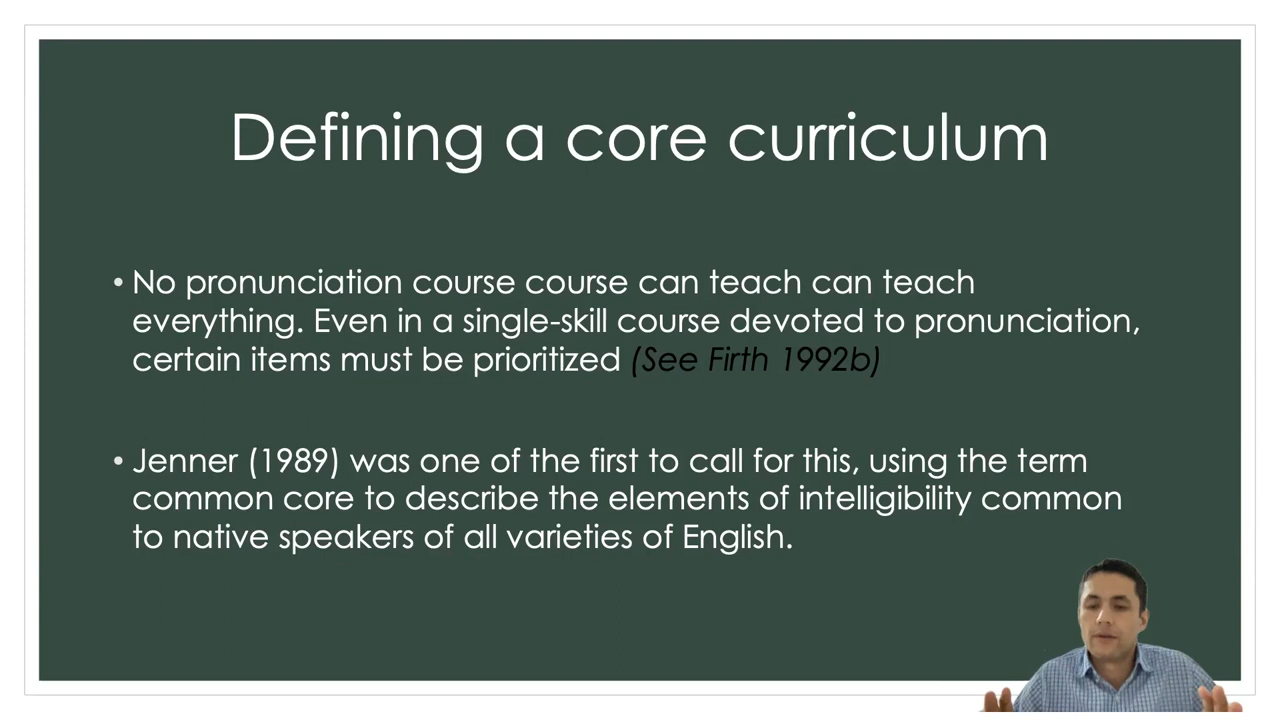 Defining a core curriculum
• No pronunciation course course can teach can teach
everything. Even in a single-skill course devoted to pronunciation,
certain items must be prioritized (See Firth 1992b)
• Jenner (1989) was one of the first to call for this, using the term
common core to describe the elements of intelligibility common
to native speakers of all varieties of English.